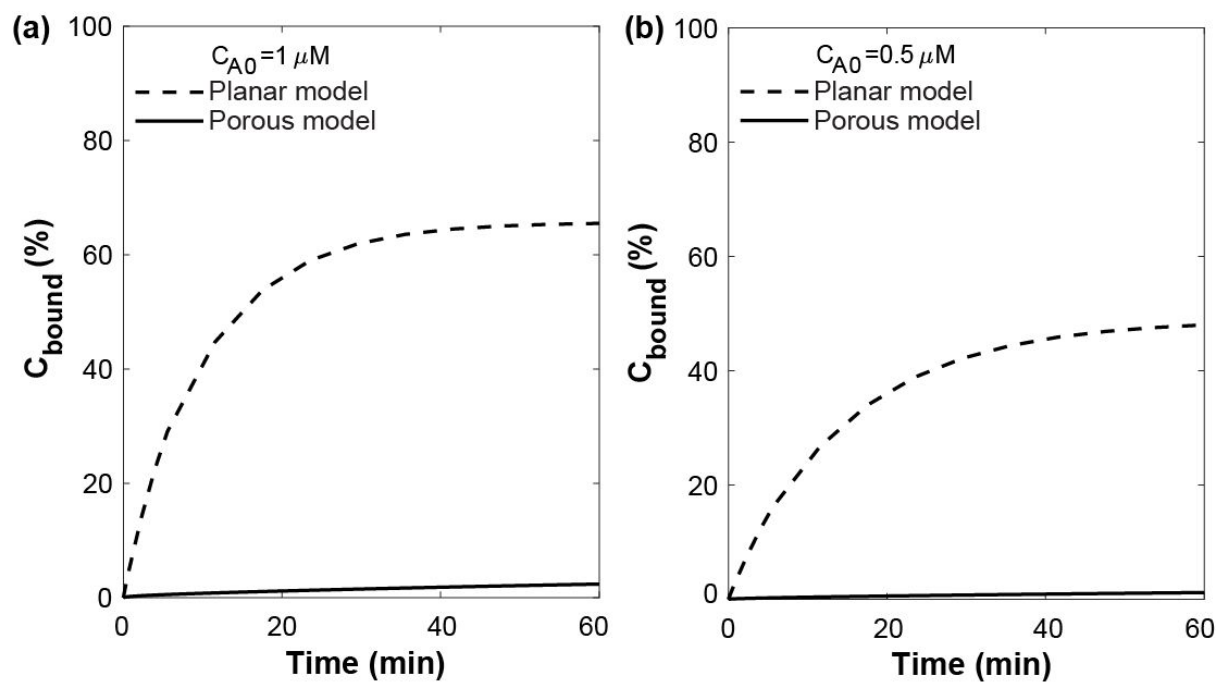 (a)
C_A0 =1 μM
Planar model
Porous model
C_bound (%)
100
80
60
40
20
0
0 20 40 60
Time (min)
(b)
C_A0 =0.5 μM
Planar model
Porous model
C_bound (%)
100
80
60
40
20
0
0 20 40 60
Time (min)